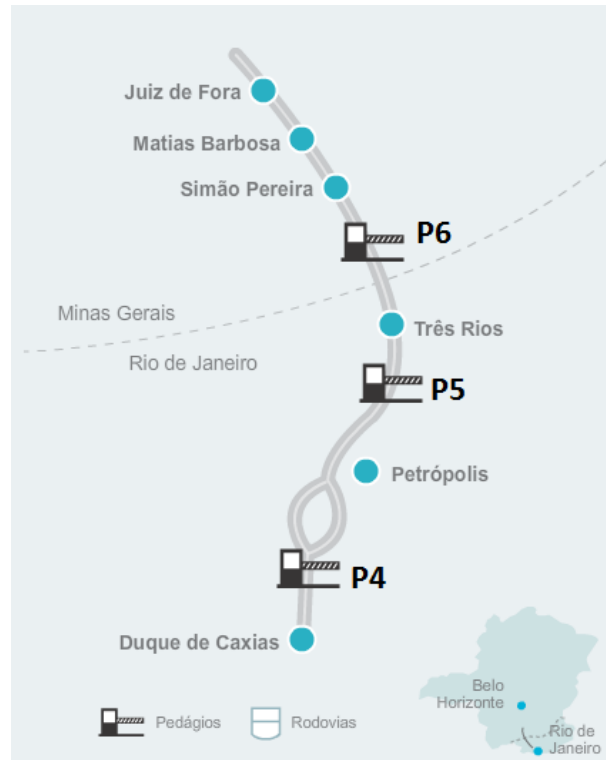 Juiz de Fora
Matias Barbosa
Simão Pereira
P6
Minas Gerais
Três Rios
Rio de Janeiro
P5
Petrópolis
P4
Duque de Caxias
Belo
Horizonte
Pedágios
Rodovias
Rio de
Janeiro